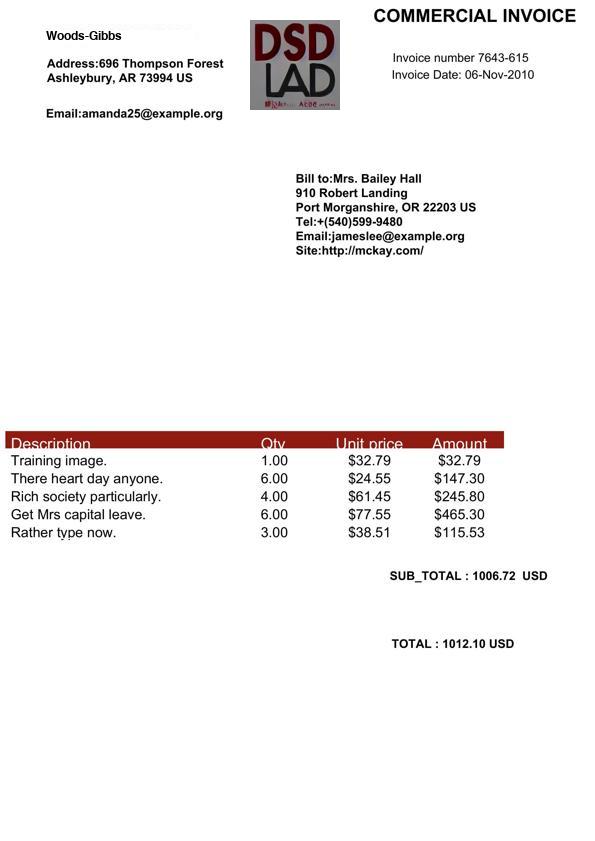 COMMERCIAL INVOICE
Woods-Gibbs
Address:696 Thompson Forest
Ashleybury, AR 73994 US
Email:amanda25@example.org
DSD
LAD
Invoice number 7643-615
Invoice Date: 06-Nov-2010
Bill to:Mrs. Bailey Hall
910 Robert Landing
Port Morganshire, OR 22203 US
Tel:+(540)599-9480
Email:jameslee@example.org
Site:http://mckay.com/
Description Qty Unit price Amount
Training image. 1.00 $32.79 $32.79
There heart day anyone. 6.00 $24.55 $147.30
Rich society particularly. 4.00 $61.45 $245.80
Get Mrs capital leave. 6.00 $77.55 $465.30
Rather type now. 3.00 $38.51 $115.53
SUB_TOTAL : 1006.72 USD
TOTAL : 1012.10 USD